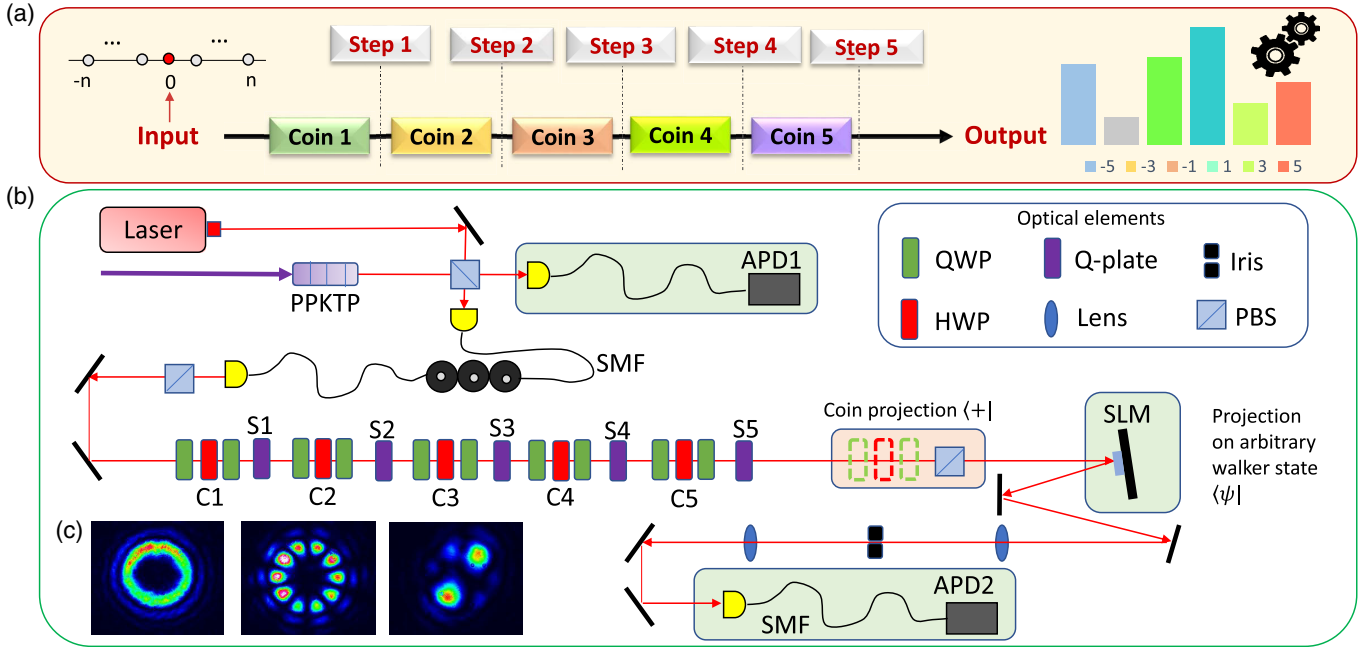 (a)
... ...
-n 0 n
Input
Step 1 Step 2 Step 3 Step 4 Step 5
Coin 1 Coin 2 Coin 3 Coin 4 Coin 5
Output
-5 -3 -1 1 3 5
(b)
Laser
PPKTP
APD1
SMF
Optical elements
QWP Q-plate Iris
HWP Lens PBS
S1 S2 S3 S4 S5
C1 C2 C3 C4 C5
Coin projection ⟨+|
SLM
Projection
on arbitrary
walker state
⟨ψ|
(c)
APD2
SMF